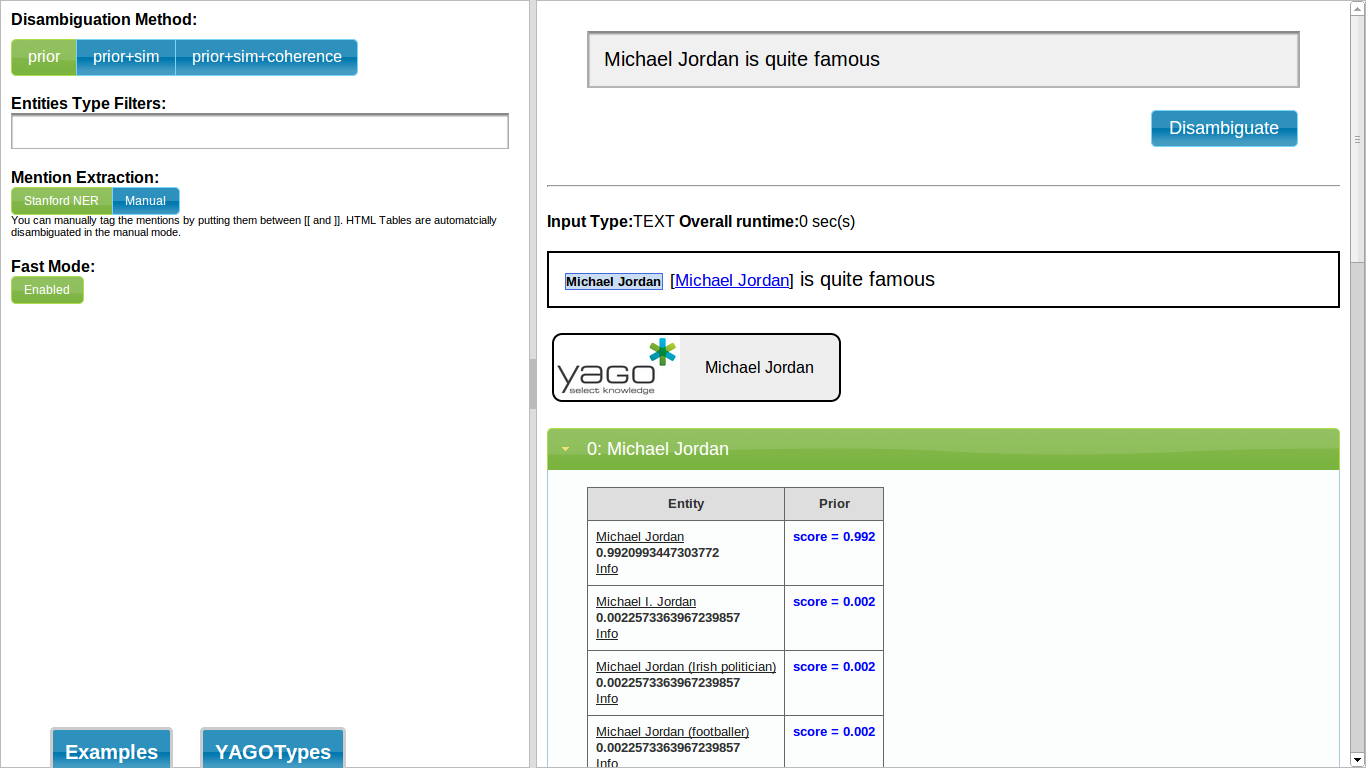 Disambiguation Method:
prior prior+sim prior+sim+coherence
Entities Type Filters:
Mention Extraction:
Stanford NER Manual
You can manually tag the mentions by putting them between [[ and ]]. HTML Tables are automatcially
disambiguated in the manual mode.
Fast Mode:
Enabled
Examples YAGOTypes
Michael Jordan is quite famous
Disambiguate
Input Type:TEXT Overall runtime:0 sec(s)
Michael Jordan [Michael Jordan] is quite famous
yago
select knowledge
Michael Jordan
0: Michael Jordan
Entity Prior
Michael Jordan score = 0.992
0.9920993447303772
Info
Michael I. Jordan score = 0.002
0.0022573363967239857
Info
Michael Jordan (Irish politician) score = 0.002
0.0022573363967239857
Info
Michael Jordan (footballer) score = 0.002
0.0022573363967239857
Info